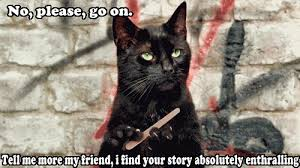 No, please, go on.
Tell me more my friend, i find your story absolutely enthralling